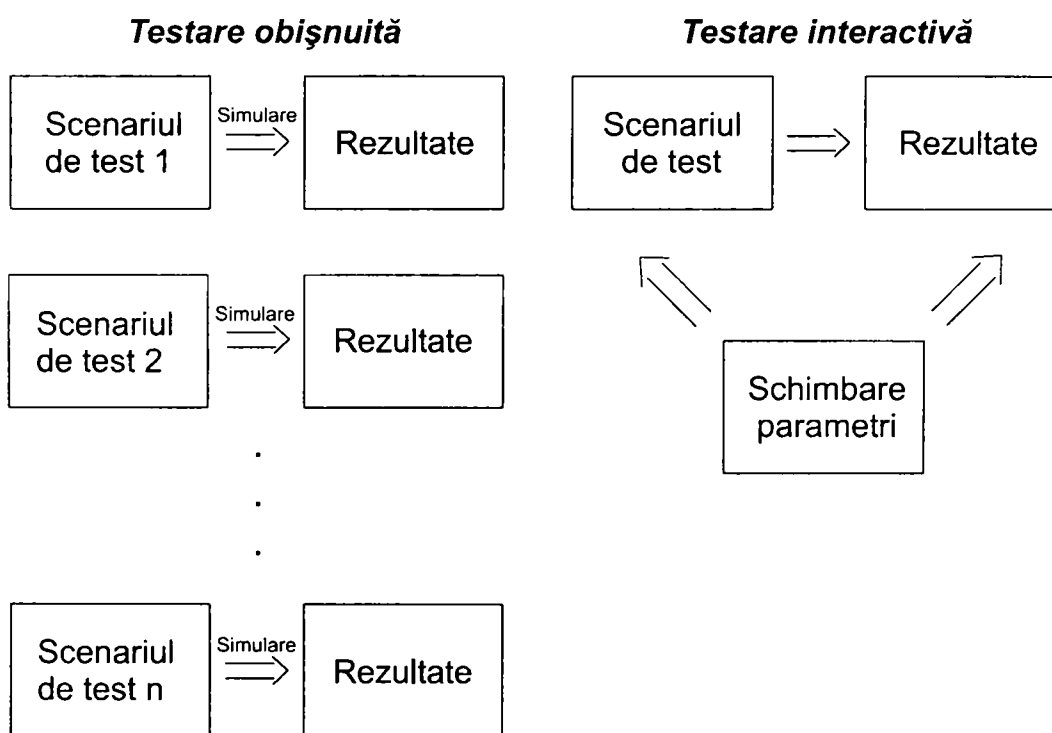 Testare obişnuită
Scenariul
de test 1
Simulare
Rezultate
Scenariul
de test 2
Simulare
Rezultate
.
.
.
Scenariul
de test n
Simulare
Rezultate
Testare interactivă
Scenariul
de test
Rezultate
Schimbare
parametri